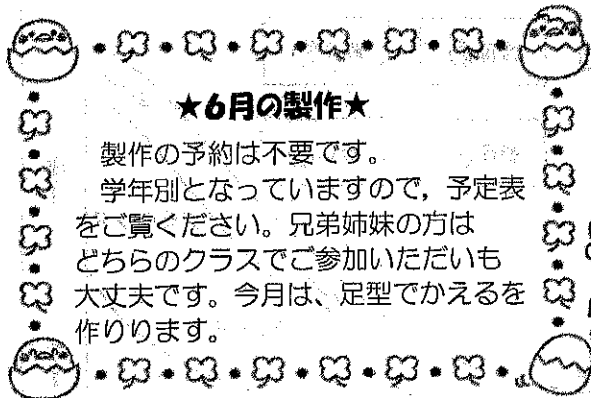 ★6月の製作★
製作の予約は不要です。
学年別となっていますので，予定表
をご覧ください。兄弟姉妹の方は
どちらのクラスでご参加いただいも
大丈夫です。今月は、足型でかえるを
作りります。